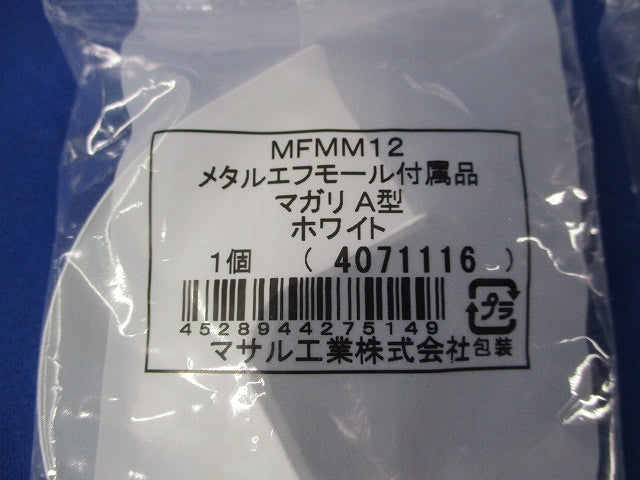 MFMM12
メタルエフモール付属品
マガリ A型
ホワイト
1個 ( 4071116 )
4528944275149
プラ
マサル工業株式会社 包装